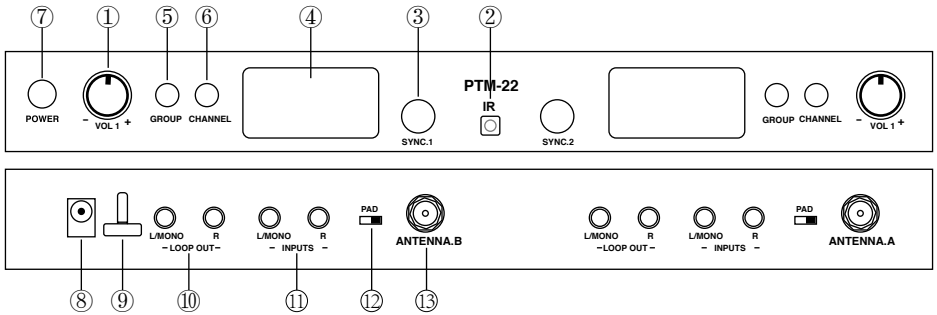 ⑦ ① ⑤ ⑥ ④ ③ ②
PTM-22
IR
POWER - VOL 1 + GROUP CHANNEL SYNC.1 SYNC.2 GROUP CHANNEL - VOL 1 +
PAD PAD
L/MONO R L/MONO R ANTENNA.B L/MONO R L/MONO R ANTENNA.A
– LOOP OUT – – INPUTS – – LOOP OUT – – INPUTS –
⑧ ⑨ ⑩ ⑪ ⑫ ⑬